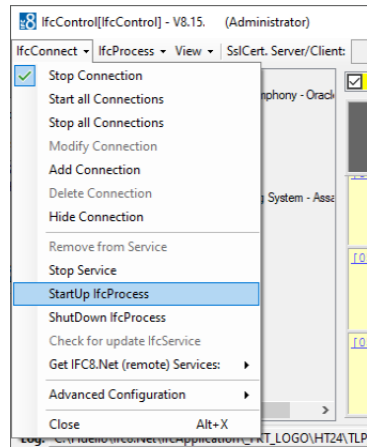 IfcControl[IfcControl] - V8.15. (Administrator)
IfcConnect IfcProcess View SslCert. Server/Client:
Stop Connection
Start all Connections
Stop all Connections
Modify Connection
Add Connection
Delete Connection
Hide Connection
Remove from Service
Stop Service
StartUp IfcProcess
ShutDown IfcProcess
Check for update IfcService
Get IFC8.Net (remote) Services:
Advanced Configuration
Close Alt+X
mphony - Oracle
System - Assa